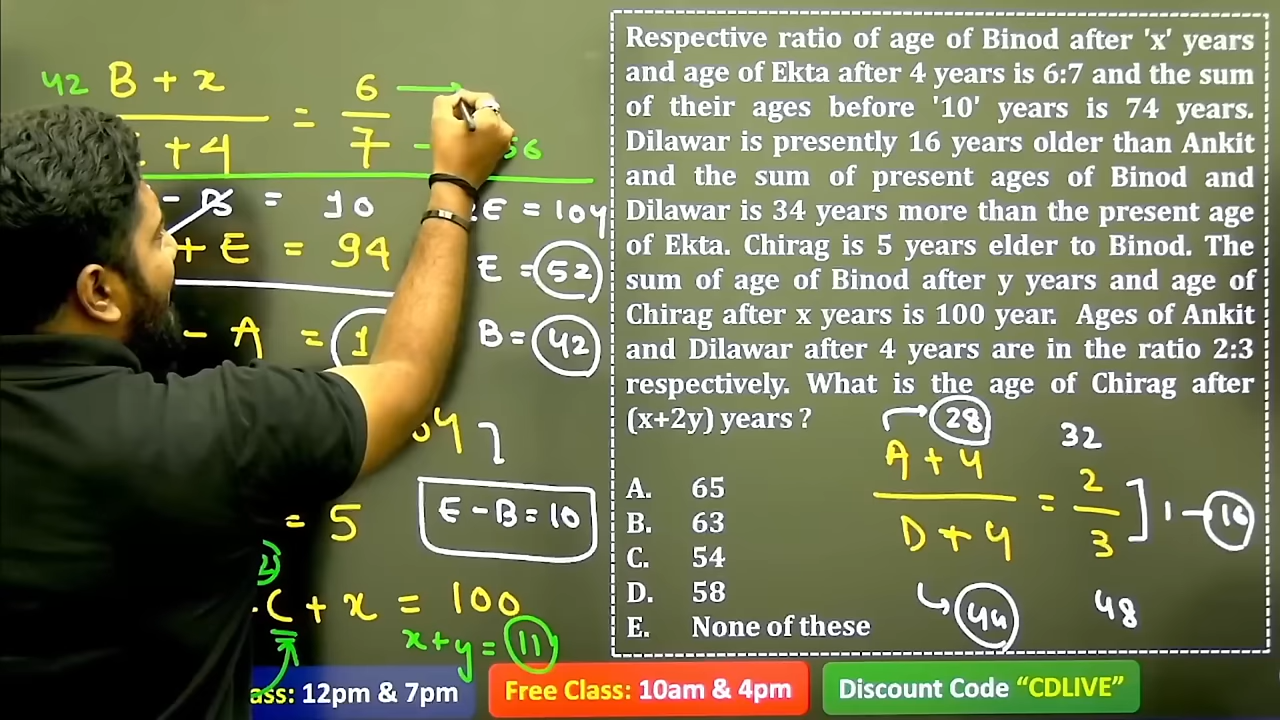 42 B + x = 6
+ 4 7 56
- B = 10
+ E = 94
- A = 1
E = 104
E = 52
B = 42
E - B = 10
= 5
C + x = 100
x + y = 11
Respective ratio of age of Binod after 'x' years
and age of Ekta after 4 years is 6:7 and the sum
of their ages before '10' years is 74 years.
Dilawar is presently 16 years older than Ankit
and the sum of present ages of Binod and
Dilawar is 34 years more than the present age
of Ekta. Chirag is 5 years elder to Binod. The
sum of age of Binod after y years and age of
Chirag after x years is 100 year. Ages of Ankit
and Dilawar after 4 years are in the ratio 2:3
respectively. What is the age of Chirag after
(x+2y) years ?
28 32
A + 4 = 2
D + 4 3
1 - 16
44 48
A. 65
B. 63
C. 54
D. 58
E. None of these
ass: 12pm & 7pm
Free Class: 10am & 4pm
Discount Code "CDLIVE"